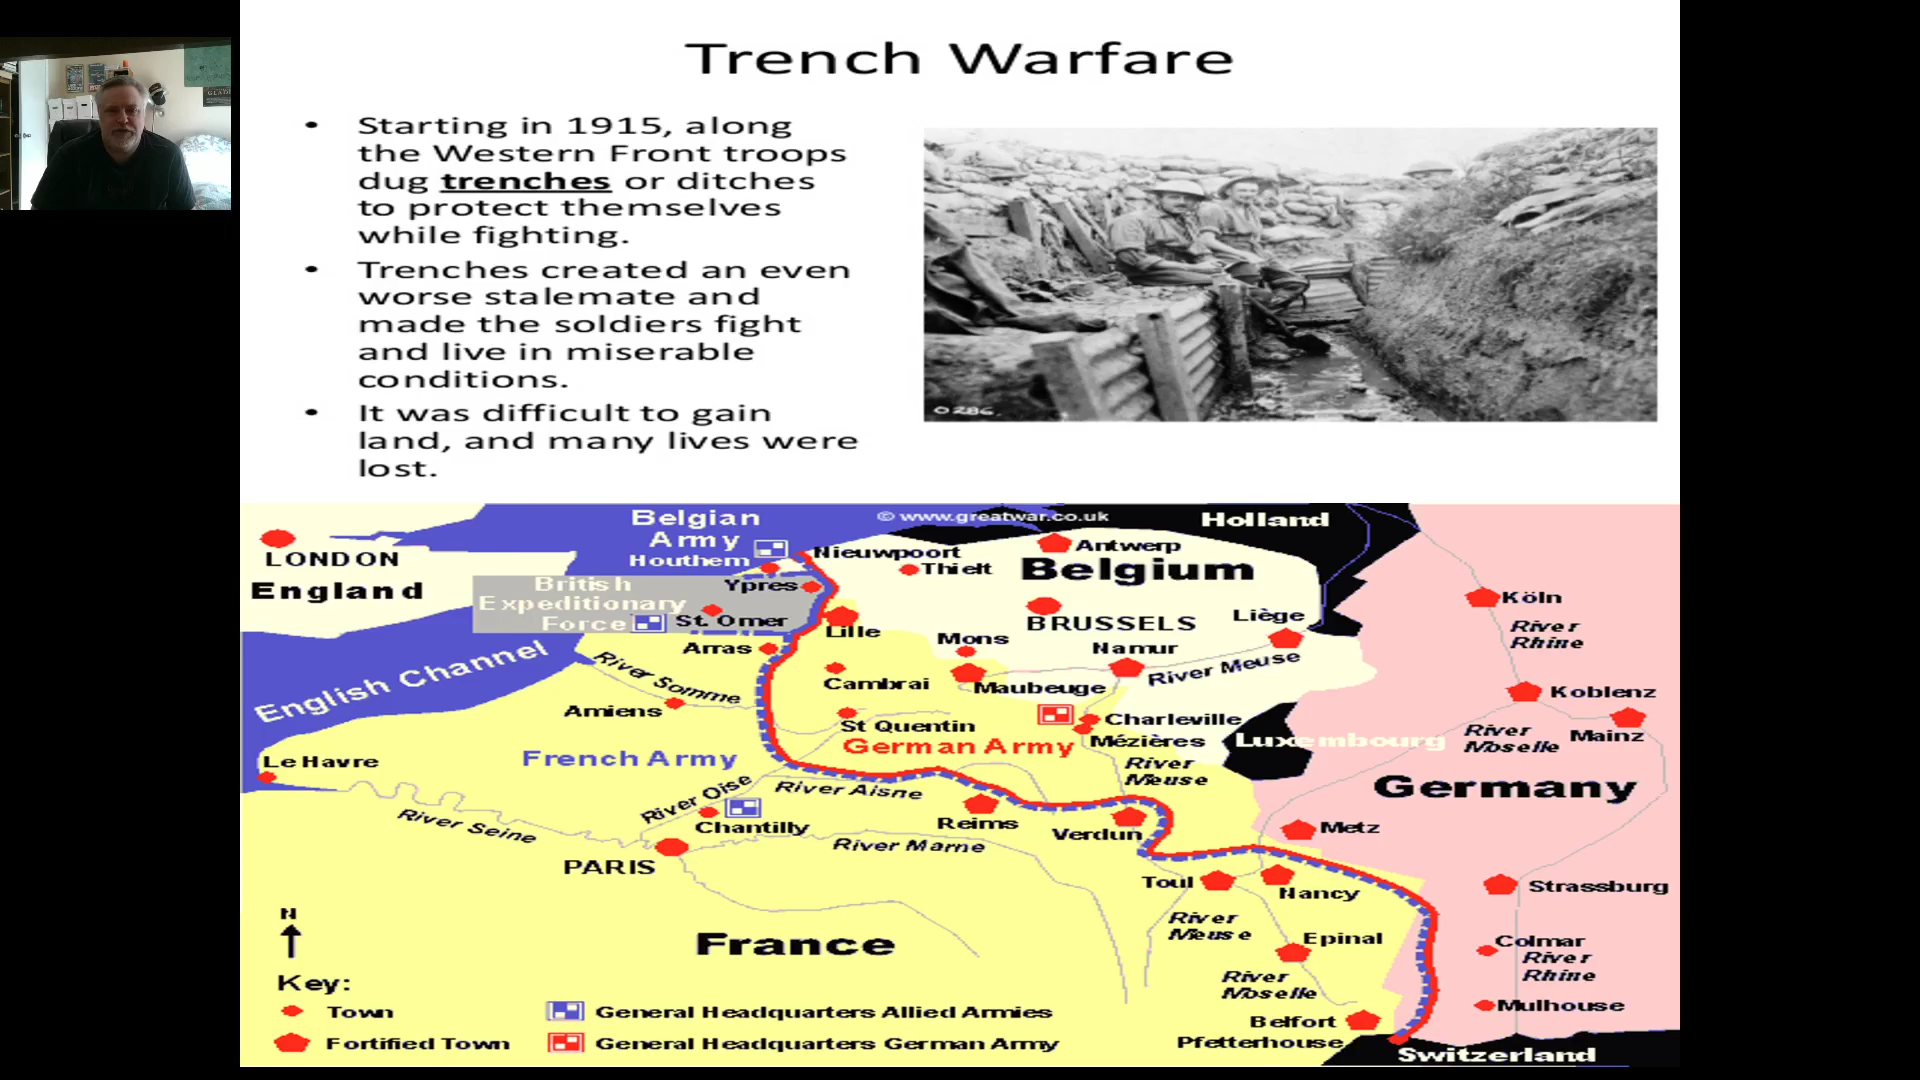 Trench Warfare
• Starting in 1915, along
the Western Front troops
dug trenches or ditches
to protect themselves
while fighting.
• Trenches created an even
worse stalemate and
made the soldiers fight
and live in miserable
conditions.
• It was difficult to gain
land, and many lives were
lost.
O 286.
Belgian
Army
Houthem
© www.greatwar.co.uk
Holland
LONDON
England
Nieuwpoort
Thielt
Antwerp
Belgium
British
Expeditionary
Force
Ypres
St. Omer
Lille
BRUSSELS
Liège
Köln
River
Rhine
Arras
Mons
Namur
River Meuse
English Channel
River Somme
Cambrai
Maubeuge
Koblenz
Amiens
St Quentin
Charleville
Mézières
Luxembourg
River
Moselle
Mainz
French Army
German Army
River
Meuse
Le Havre
Germany
River Oise
River Aisne
River Seine
Chantilly
Reims
Verdun
Metz
River Marne
PARIS
Toul
Nancy
Strassburg
River
Meuse
N
France
Epinal
Colmar
River
Rhine
River
Moselle
Key:
Town
General Headquarters Allied Armies
Mulhouse
Belfort
Fortified Town
General Headquarters German Army
Pfetterhouse
Switzerland